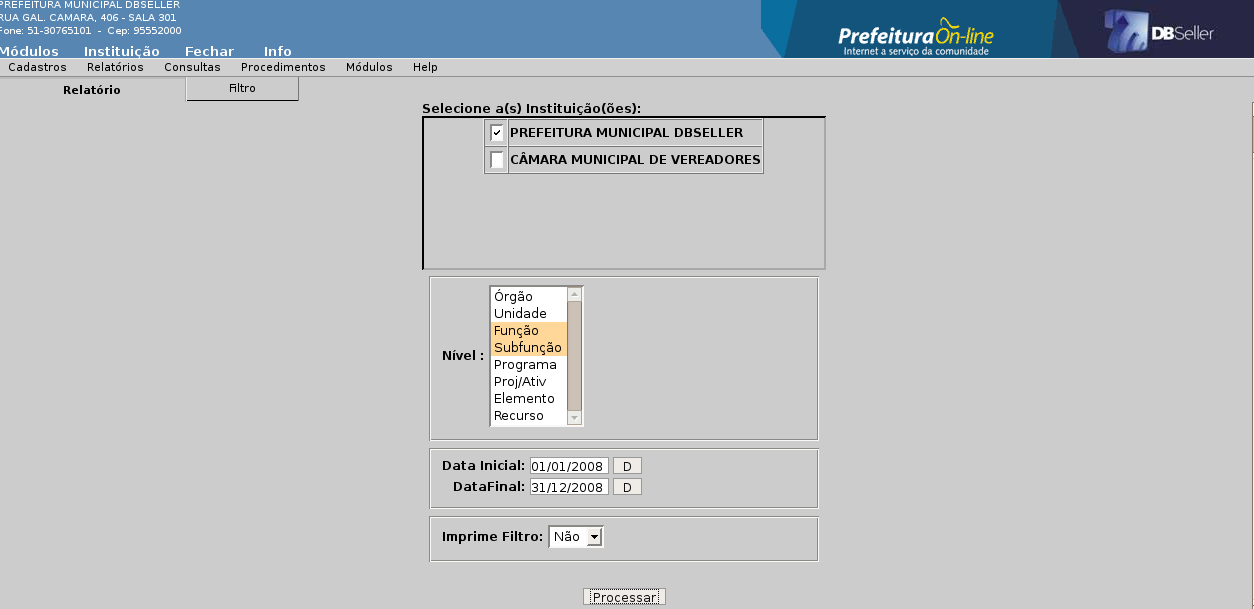 PREFEITURA MUNICIPAL DBSELLER
RUA GAL. CAMARA, 406 - SALA 301
Fone: 51-30765101 - Cep: 95552000
Módulos Instituição Fechar Info
PrefeituraOn-line
Internet a serviço da comunidade
DBSeller
Cadastros Relatórios Consultas Procedimentos Módulos Help
Relatório Filtro
Selecione a(s) Instituição(ões):
PREFEITURA MUNICIPAL DBSELLER
CÂMARA MUNICIPAL DE VEREADORES
Nível :
Órgão
Unidade
Função
Subfunção
Programa
Proj/Ativ
Elemento
Recurso
Data Inicial: 01/01/2008 D
DataFinal: 31/12/2008 D
Imprime Filtro: Não
Processar